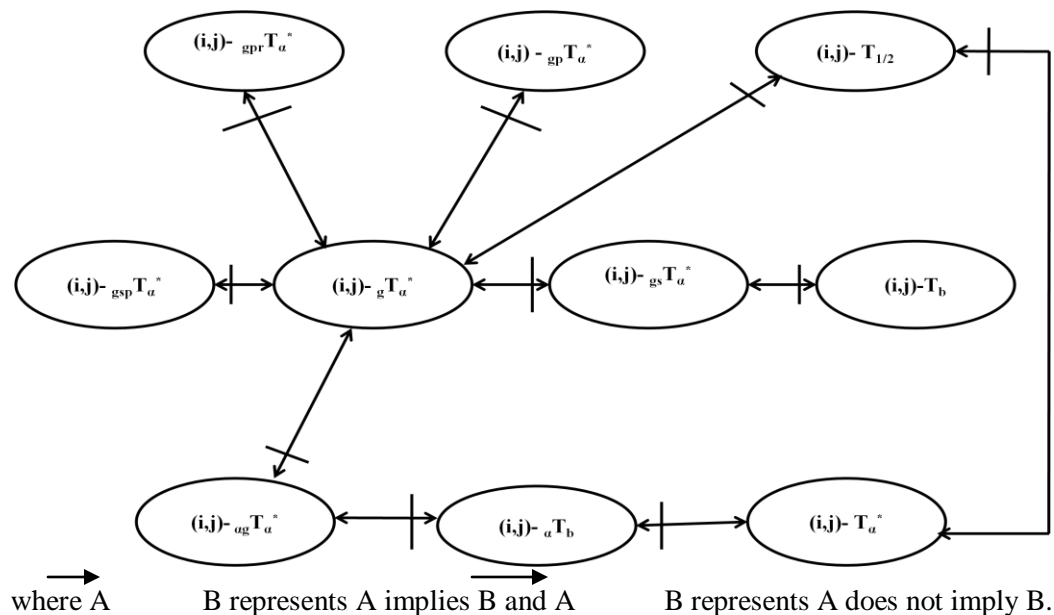 (i,j)- gprTα*
(i,j) - gpTα*
(i,j)- T1/2
(i,j)- gspTα*
(i,j)- gTα*
(i,j)- gsTα*
(i,j)-Tb
(i,j)- αgTα*
(i,j)- αTb
(i,j)- Tα*
where A B represents A implies B and A B represents A does not imply B.